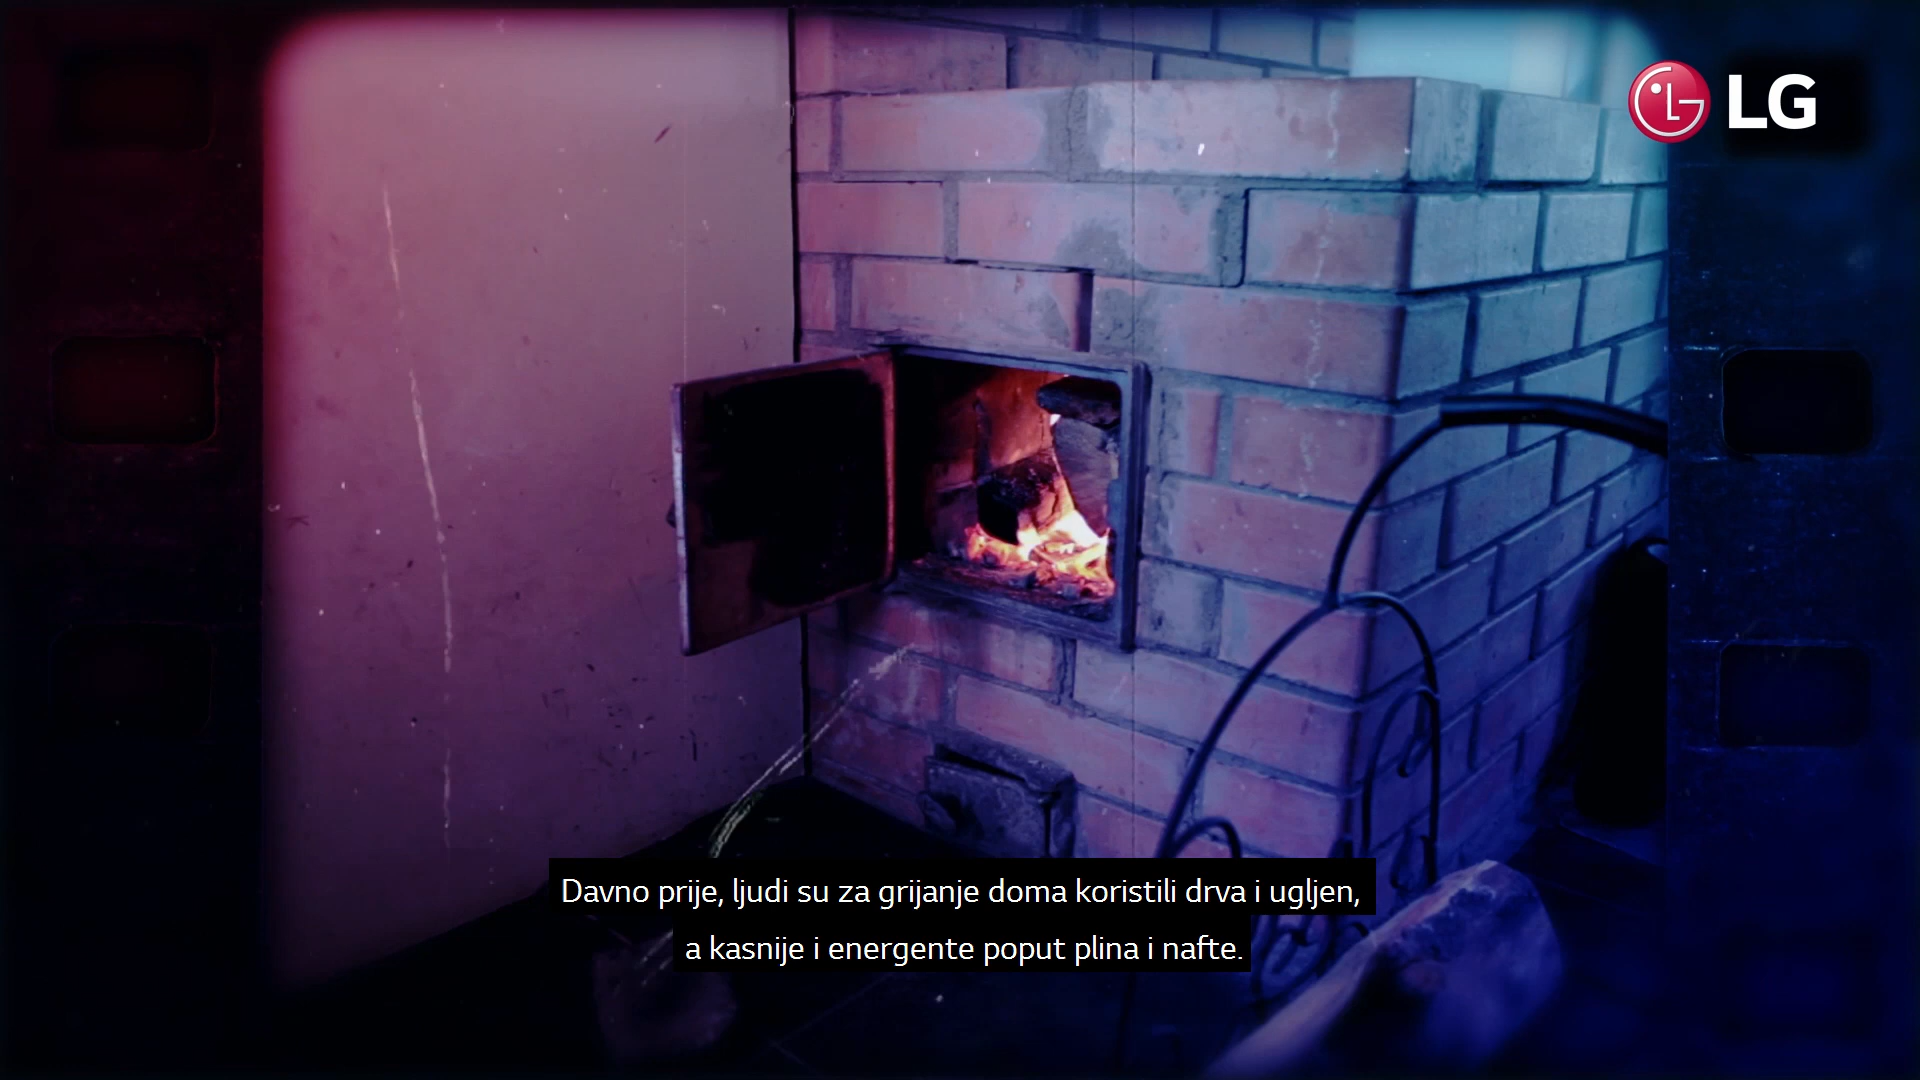 LG
Davno prije, ljudi su za grijanje doma koristili drva i ugljen,
a kasnije i energente poput plina i nafte.